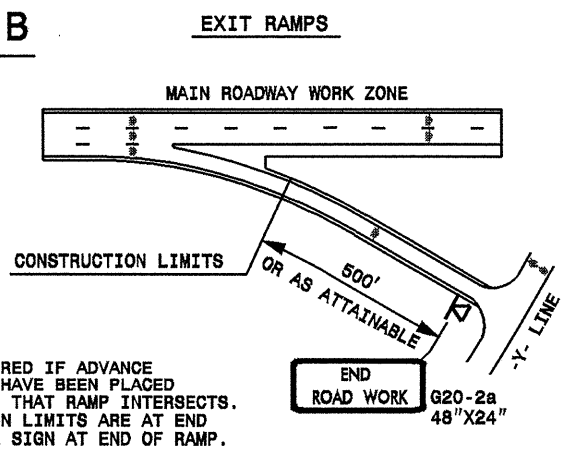 B
EXIT RAMPS
MAIN ROADWAY WORK ZONE
CONSTRUCTION LIMITS
500'
OR AS ATTAINABLE
-Y- LINE
END
ROAD WORK
G20-2a
48"X24"
RED IF ADVANCE
HAVE BEEN PLACED
THAT RAMP INTERSECTS.
N LIMITS ARE AT END
SIGN AT END OF RAMP.